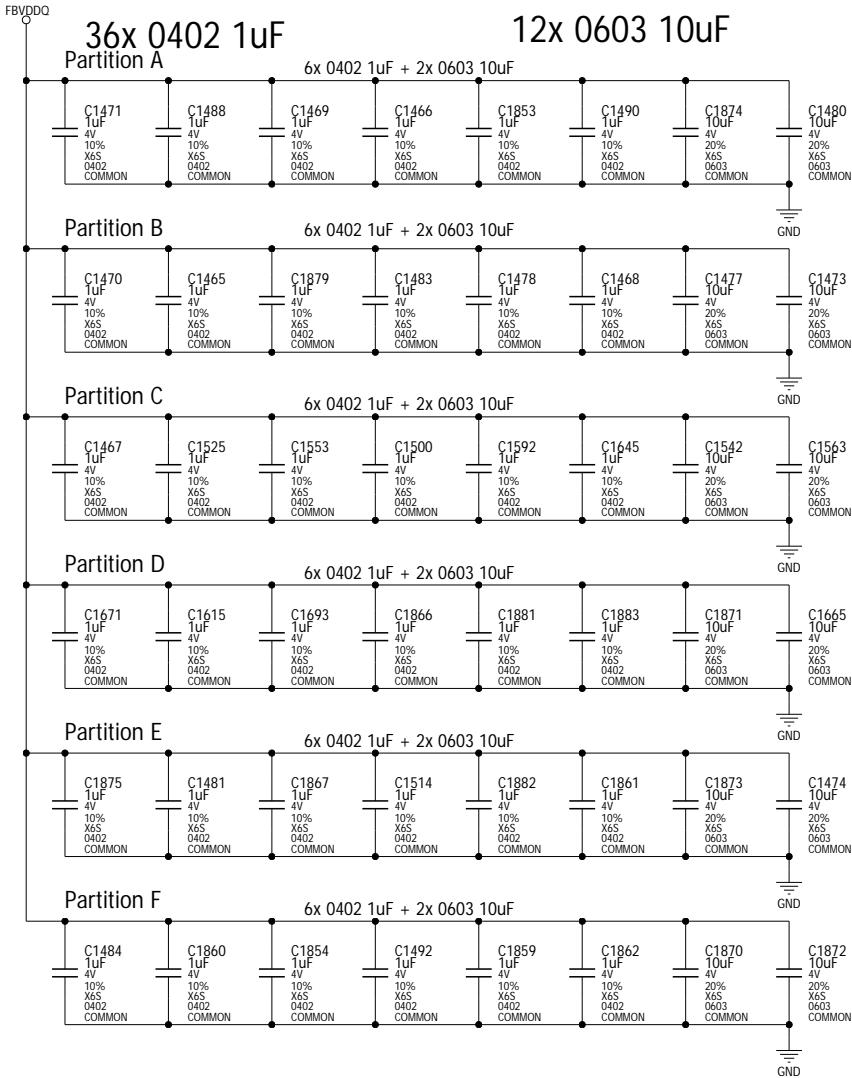 FBVDDQ
36x 0402 1uF
12x 0603 10uF
Partition A
6x 0402 1uF + 2x 0603 10uF
C1471 C1488 C1469 C1466 C1853 C1490 C1874 C1480
1uF 1uF 1uF 1uF 1uF 1uF 10uF 10uF
4V 4V 4V 4V 4V 4V 4V 4V
10% 10% 10% 10% 10% 10% 20% 20%
X6S X6S X6S X6S X6S X6S X6S X6S
0402 0402 0402 0402 0402 0402 0603 0603
COMMON COMMON COMMON COMMON COMMON COMMON COMMON COMMON
GND
Partition B
6x 0402 1uF + 2x 0603 10uF
C1470 C1465 C1879 C1483 C1478 C1468 C1477 C1473
1uF 1uF 1uF 1uF 1uF 1uF 10uF 10uF
4V 4V 4V 4V 4V 4V 4V 4V
10% 10% 10% 10% 10% 10% 20% 20%
X6S X6S X6S X6S X6S X6S X6S X6S
0402 0402 0402 0402 0402 0402 0603 0603
COMMON COMMON COMMON COMMON COMMON COMMON COMMON COMMON
GND
Partition C
6x 0402 1uF + 2x 0603 10uF
C1467 C1525 C1553 C1500 C1592 C1645 C1542 C1563
1uF 1uF 1uF 1uF 1uF 1uF 10uF 10uF
4V 4V 4V 4V 4V 4V 4V 4V
10% 10% 10% 10% 10% 10% 20% 20%
X6S X6S X6S X6S X6S X6S X6S X6S
0402 0402 0402 0402 0402 0402 0603 0603
COMMON COMMON COMMON COMMON COMMON COMMON COMMON COMMON
GND
Partition D
6x 0402 1uF + 2x 0603 10uF
C1671 C1615 C1693 C1866 C1881 C1883 C1871 C1665
1uF 1uF 1uF 1uF 1uF 1uF 10uF 10uF
4V 4V 4V 4V 4V 4V 4V 4V
10% 10% 10% 10% 10% 10% 20% 20%
X6S X6S X6S X6S X6S X6S X6S X6S
0402 0402 0402 0402 0402 0402 0603 0603
COMMON COMMON COMMON COMMON COMMON COMMON COMMON COMMON
GND
Partition E
6x 0402 1uF + 2x 0603 10uF
C1875 C1481 C1867 C1514 C1882 C1861 C1873 C1474
1uF 1uF 1uF 1uF 1uF 1uF 10uF 10uF
4V 4V 4V 4V 4V 4V 4V 4V
10% 10% 10% 10% 10% 10% 20% 20%
X6S X6S X6S X6S X6S X6S X6S X6S
0402 0402 0402 0402 0402 0402 0603 0603
COMMON COMMON COMMON COMMON COMMON COMMON COMMON COMMON
GND
Partition F
6x 0402 1uF + 2x 0603 10uF
C1484 C1860 C1854 C1492 C1859 C1862 C1870 C1872
1uF 1uF 1uF 1uF 1uF 1uF 10uF 10uF
4V 4V 4V 4V 4V 4V 4V 4V
10% 10% 10% 10% 10% 10% 20% 20%
X6S X6S X6S X6S X6S X6S X6S X6S
0402 0402 0402 0402 0402 0402 0603 0603
COMMON COMMON COMMON COMMON COMMON COMMON COMMON COMMON
GND